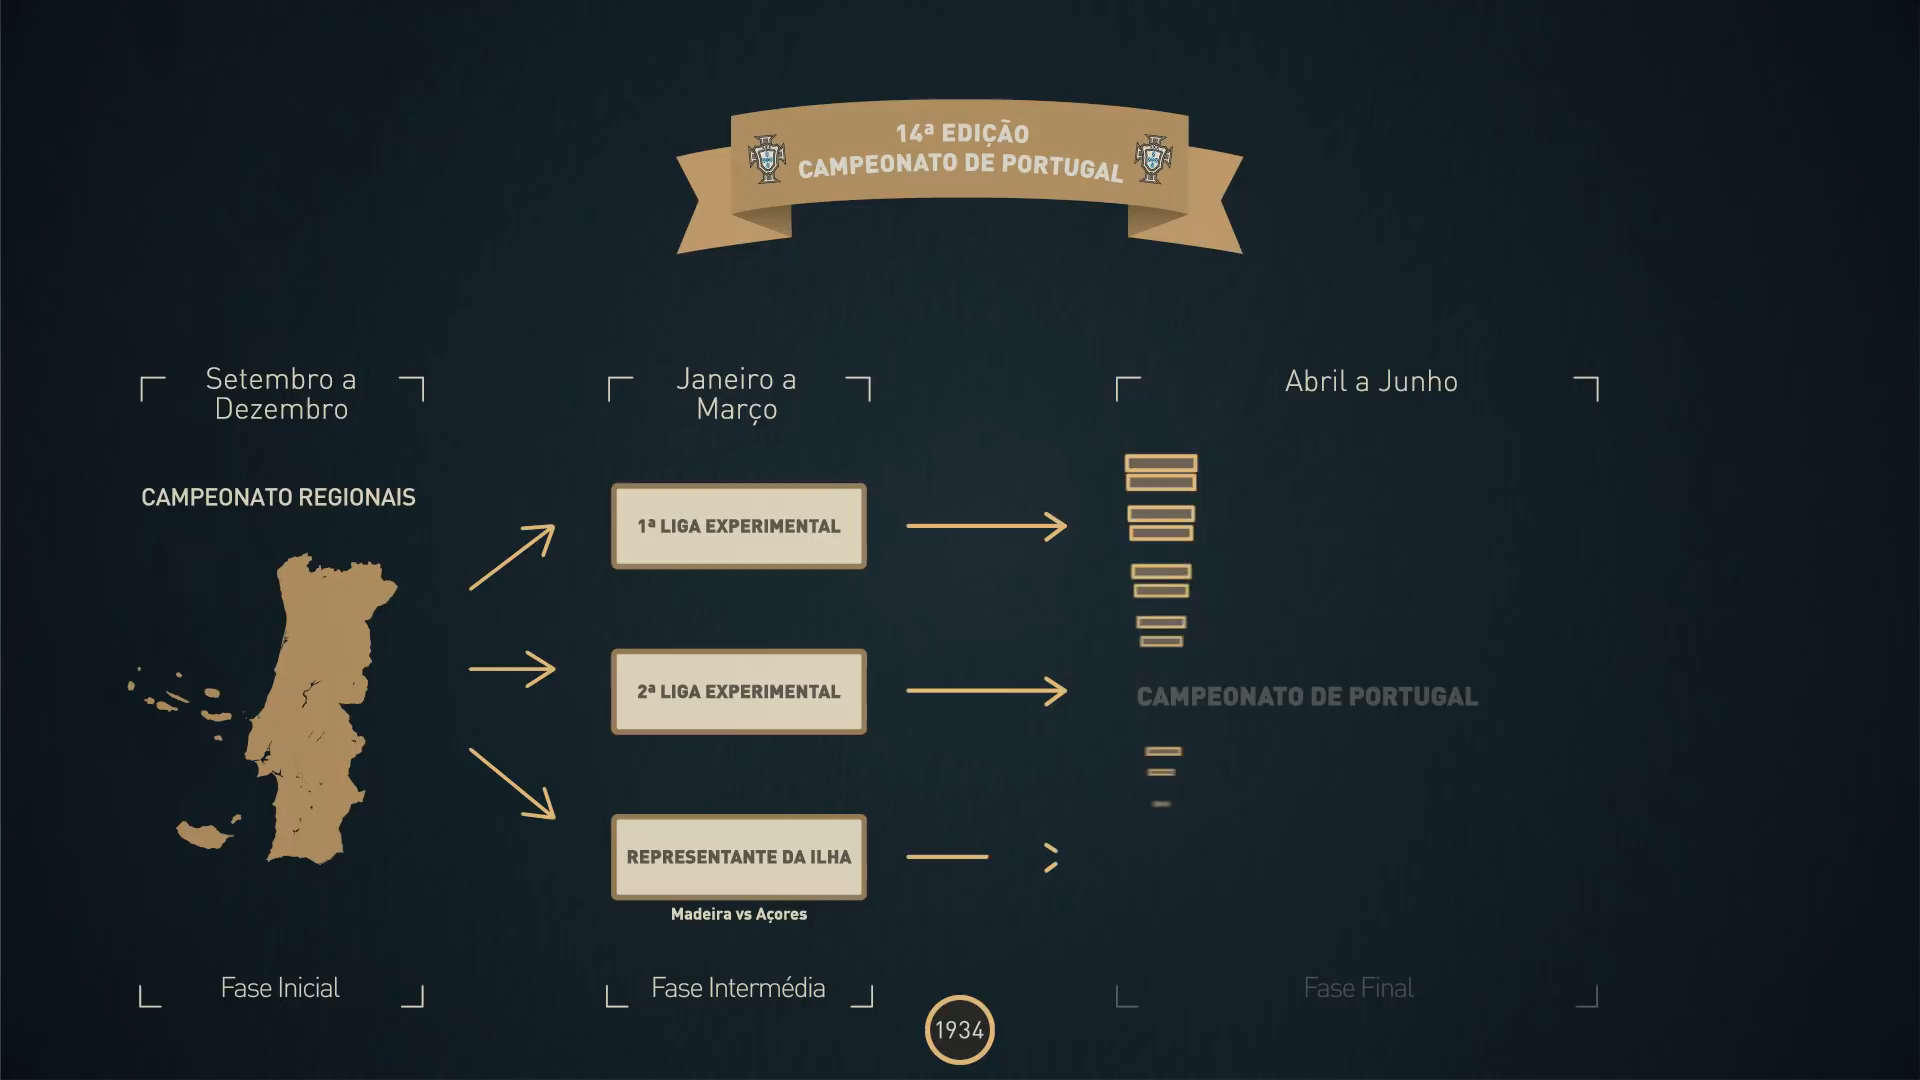 14ª EDIÇÃO
CAMPEONATO DE PORTUGAL
Setembro a
Dezembro
CAMPEONATO REGIONAIS
Fase Inicial
Janeiro a
Março
1ª LIGA EXPERIMENTAL
2ª LIGA EXPERIMENTAL
REPRESENTANTE DA ILHA
Madeira vs Açores
Fase Intermédia
Abril a Junho
CAMPEONATO DE PORTUGAL
Fase Final
1934